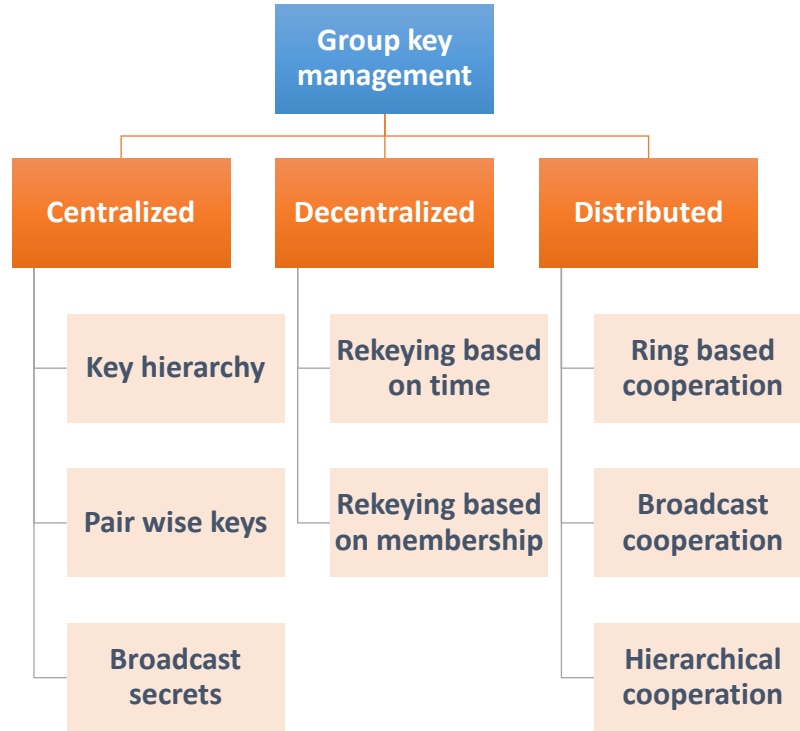 Group key
management
Centralized
Decentralized
Distributed
Key hierarchy
Pair wise keys
Broadcast
secrets
Rekeying based
on time
Rekeying based
on membership
Ring based
cooperation
Broadcast
cooperation
Hierarchical
cooperation